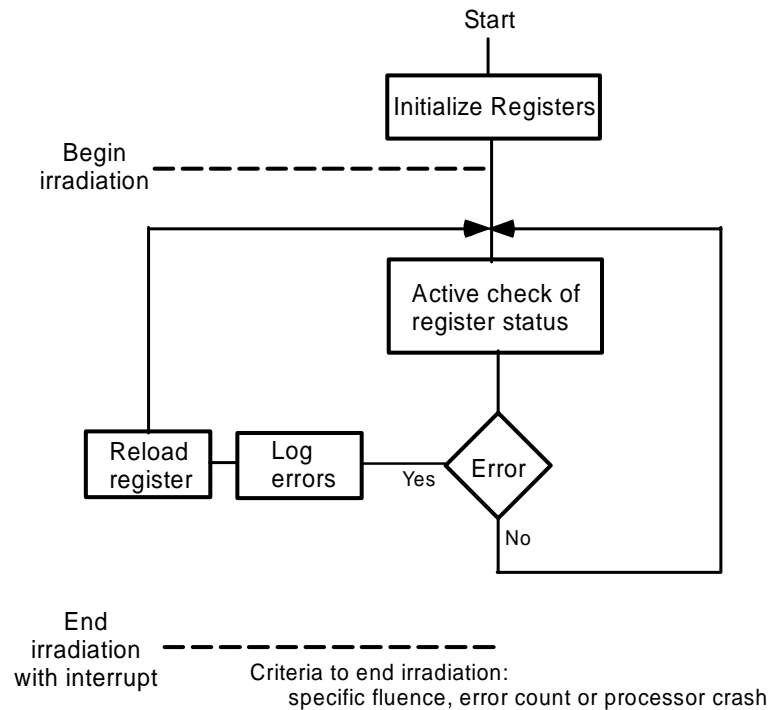 Start
Initialize Registers
Begin
irradiation
Active check of
register status
Reload
register
Log
errors
Yes
Error
No
End
irradiation
with interrupt
Criteria to end irradiation:
specific fluence, error count or processor crash